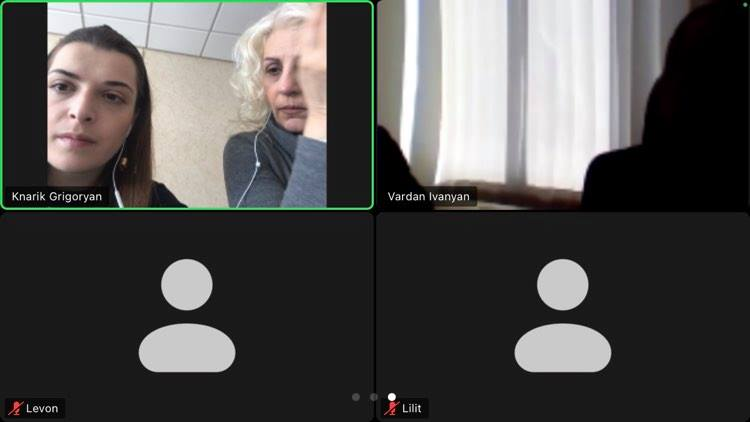 Knarik Grigoryan
Vardan Ivanyan
Levon
Lilit